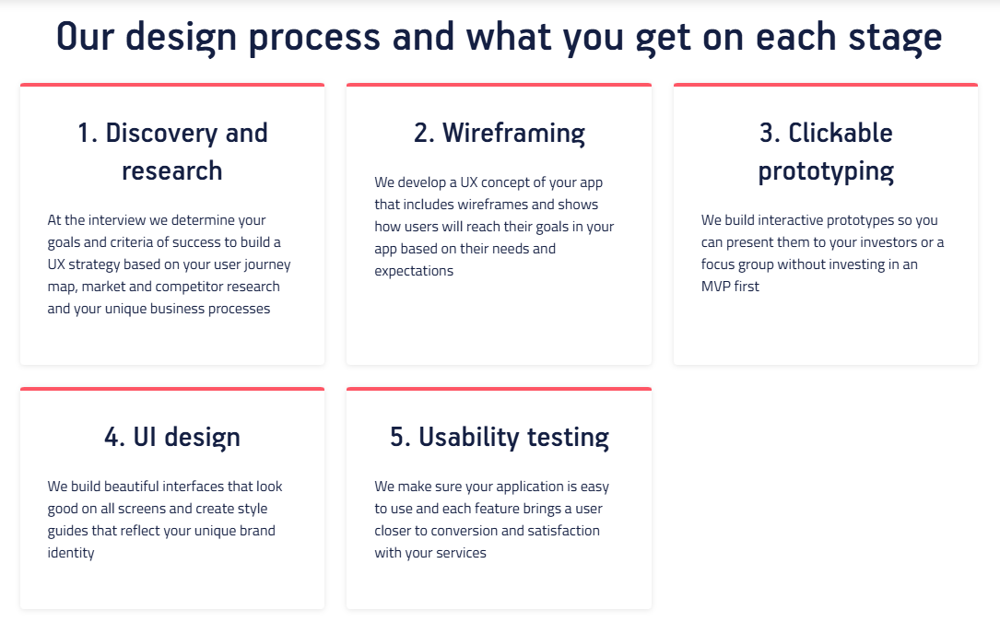 Our design process and what you get on each stage
1. Discovery and
research
At the interview we determine your
goals and criteria of success to build a
UX strategy based on your user journey
map, market and competitor research
and your unique business processes
2. Wireframing
We develop a UX concept of your app
that includes wireframes and shows
how users will reach their goals in your
app based on their needs and
expectations
3. Clickable
prototyping
We build interactive prototypes so you
can present them to your investors or a
focus group without investing in an
MVP first
4. UI design
We build beautiful interfaces that look
good on all screens and create style
guides that reflect your unique brand
identity
5. Usability testing
We make sure your application is easy
to use and each feature brings a user
closer to conversion and satisfaction
with your services